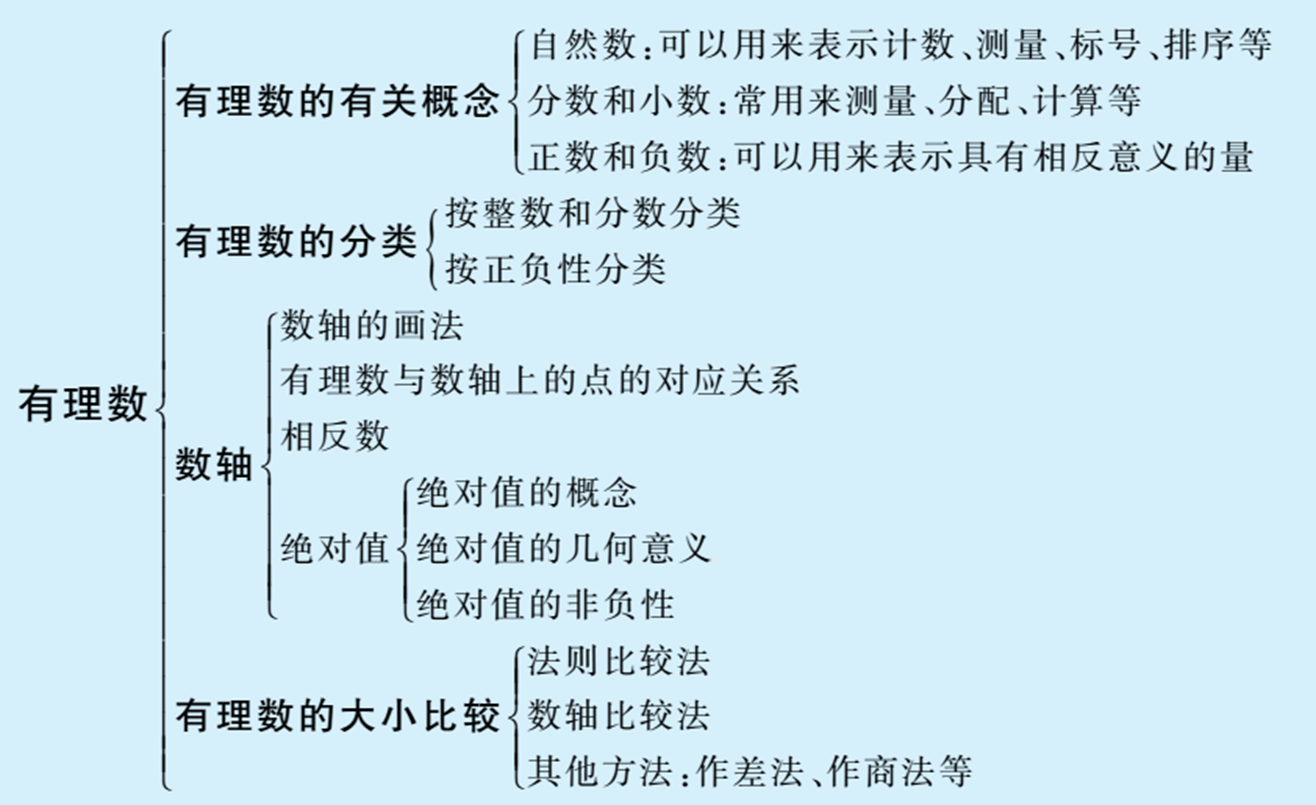 有理数
有理数的有关概念
自然数:可以用来表示计数、测量、标号、排序等
分数和小数:常用来测量、分配、计算等
正数和负数:可以用来表示具有相反意义的量
有理数的分类
按整数和分数分类
按正负性分类
数轴
数轴的画法
有理数与数轴上的点的对应关系
相反数
绝对值
绝对值的概念
绝对值的几何意义
绝对值的非负性
有理数的大小比较
法则比较法
数轴比较法
其他方法:作差法、作商法等